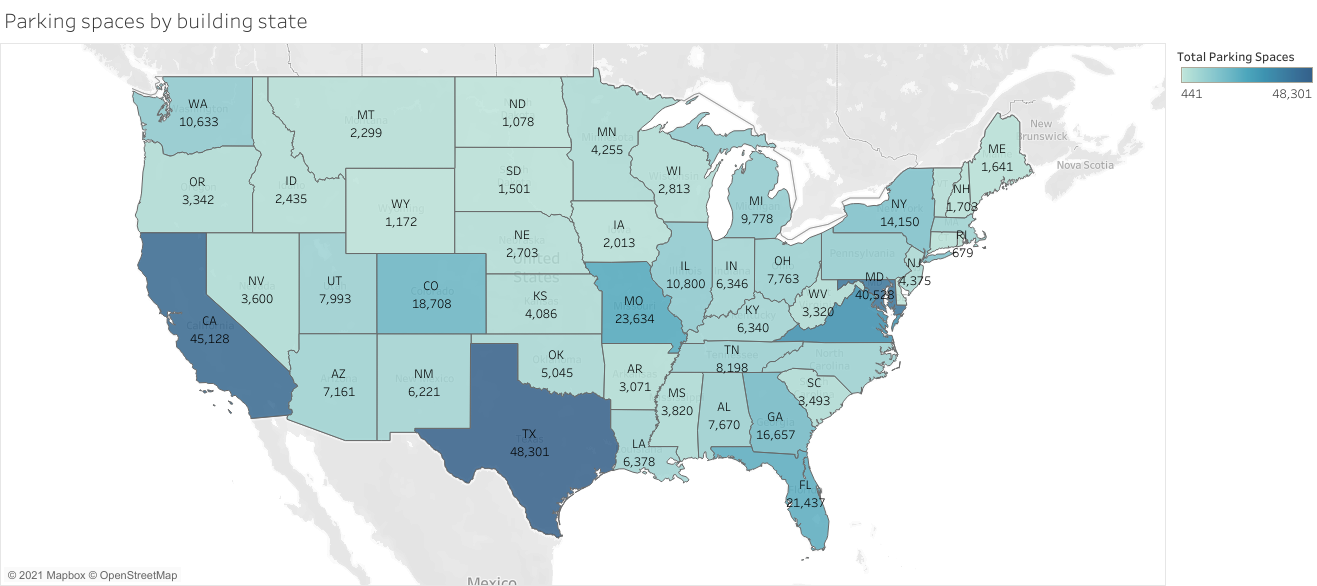 Parking spaces by building state
Total Parking Spaces
441 48,301
WA
10,633
MT
2,299
ND
1,078
MN
4,255
ME
1,641
New
Brunswick
Nova Scotia
OR
3,342
ID
2,435
SD
1,501
WI
2,813
MI
9,778
NY
14,150
NH
1,703
WY
1,172
IA
2,013
RI
679
NE
2,703
United
States
Pennsylvania
NJ
4,375
NV
3,600
UT
7,993
CO
18,708
KS
4,086
MO
23,634
IL
10,800
IN
6,346
OH
7,763
MD
40,528
WV
3,320
KY
6,340
CA
45,128
AZ
7,161
NM
6,221
OK
5,045
AR
3,071
TN
8,198
North
Carolina
SC
3,493
MS
3,820
AL
7,670
GA
16,657
TX
48,301
LA
6,378
FL
21,437
Mexico
© 2021 Mapbox © OpenStreetMap